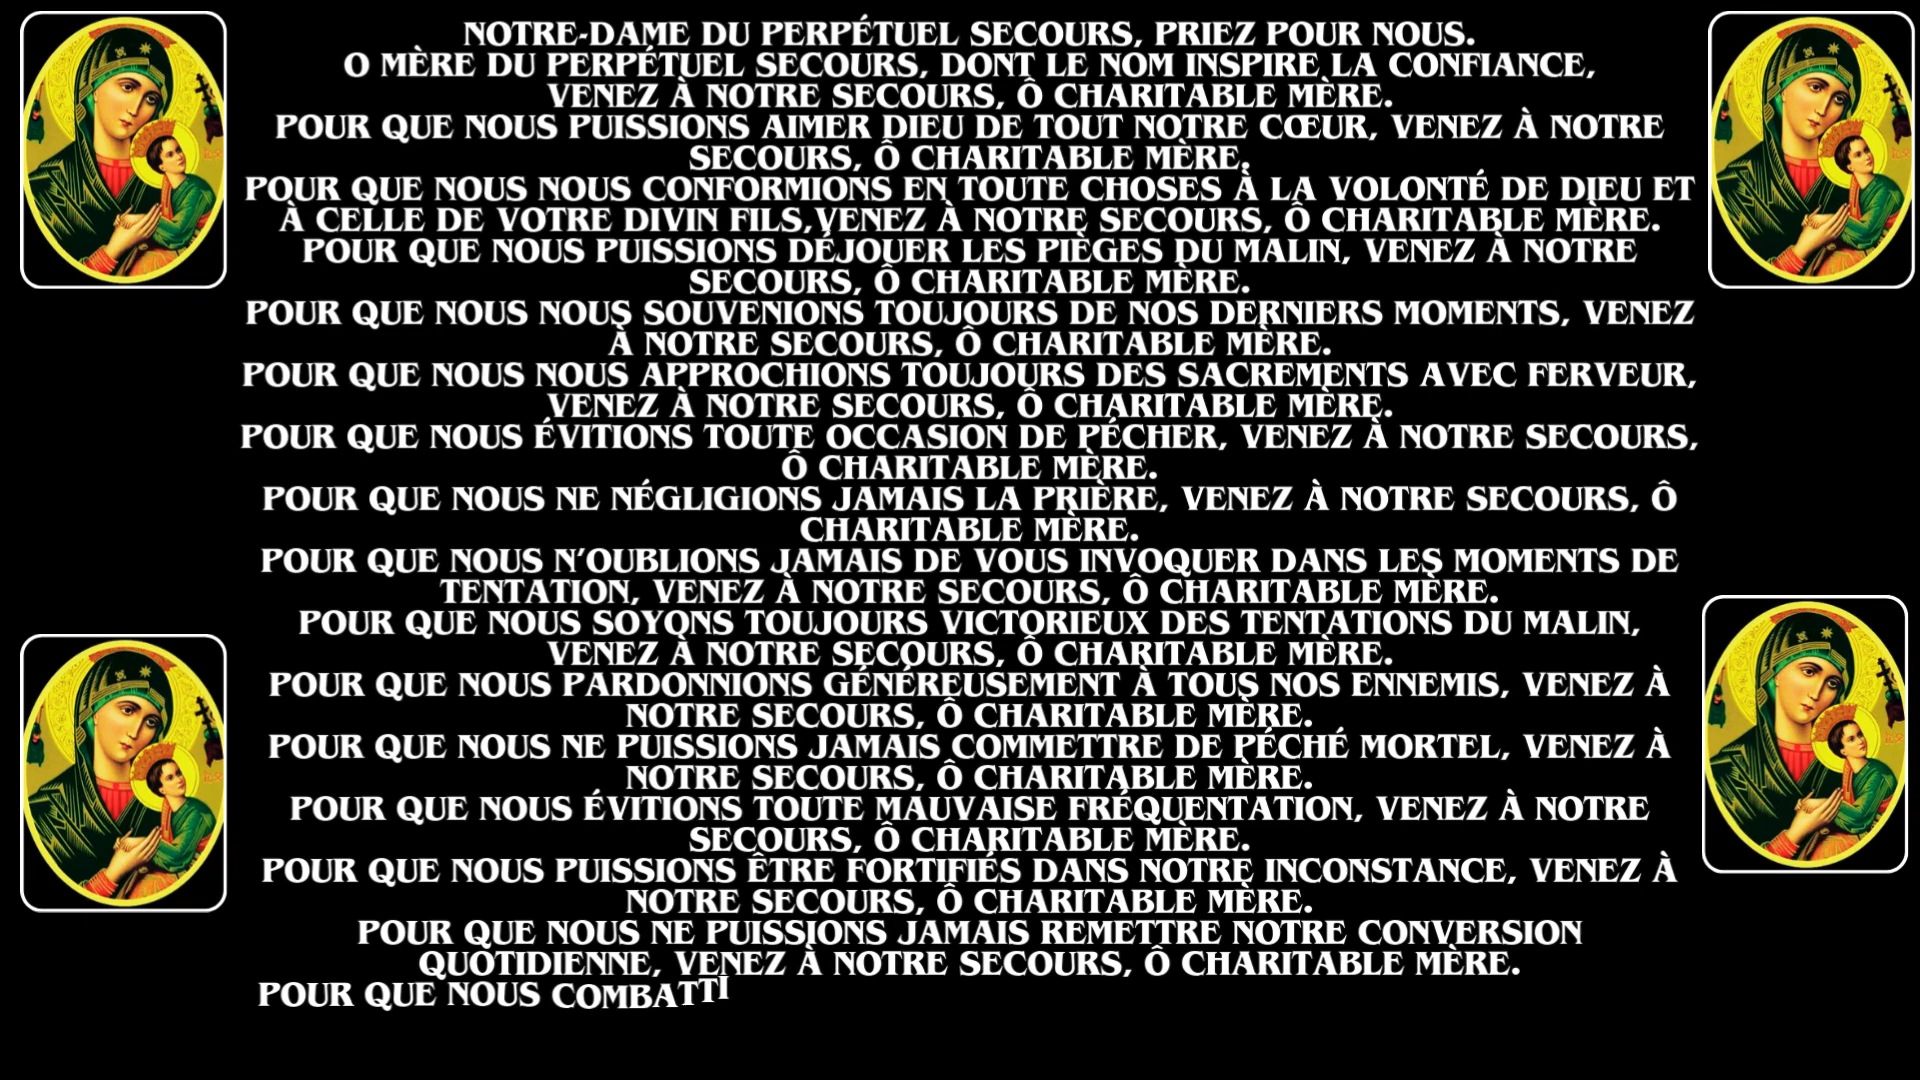 NOTRE-DAME DU PERPÉTUEL SECOURS, PRIEZ POUR NOUS.
O MÈRE DU PERPÉTUEL SECOURS, DONT LE NOM INSPIRE LA CONFIANCE,
VENEZ À NOTRE SECOURS, Ô CHARITABLE MÈRE.
POUR QUE NOUS PUISSIONS AIMER DIEU DE TOUT NOTRE CŒUR, VENEZ À NOTRE
SECOURS, Ô CHARITABLE MÈRE.
POUR QUE NOUS NOUS CONFORMIONS EN TOUTE CHOSES À LA VOLONTÉ DE DIEU ET
À CELLE DE VOTRE DIVIN FILS,VENEZ À NOTRE SECOURS, Ô CHARITABLE MÈRE.
POUR QUE NOUS PUISSIONS DÉJOUER LES PIÈGES DU MALIN, VENEZ À NOTRE
SECOURS, Ô CHARITABLE MÈRE.
POUR QUE NOUS NOUS SOUVENIONS TOUJOURS DE NOS DERNIERS MOMENTS, VENEZ
À NOTRE SECOURS, Ô CHARITABLE MÈRE.
POUR QUE NOUS NOUS APPROCHIONS TOUJOURS DES SACREMENTS AVEC FERVEUR,
VENEZ À NOTRE SECOURS, Ô CHARITABLE MÈRE.
POUR QUE NOUS ÉVITIONS TOUTE OCCASION DE PÉCHER, VENEZ À NOTRE SECOURS,
Ô CHARITABLE MÈRE.
POUR QUE NOUS NE NÉGLIGIONS JAMAIS LA PRIÈRE, VENEZ À NOTRE SECOURS, Ô
CHARITABLE MÈRE.
POUR QUE NOUS N'OUBLIONS JAMAIS DE VOUS INVOQUER DANS LES MOMENTS DE
TENTATION, VENEZ À NOTRE SECOURS, Ô CHARITABLE MÈRE.
POUR QUE NOUS SOYONS TOUJOURS VICTORIEUX DES TENTATIONS DU MALIN,
VENEZ À NOTRE SECOURS, Ô CHARITABLE MÈRE.
POUR QUE NOUS PARDONNIONS GÉNÉREUSEMENT À TOUS NOS ENNEMIS, VENEZ À
NOTRE SECOURS, Ô CHARITABLE MÈRE.
POUR QUE NOUS NE PUISSIONS JAMAIS COMMETTRE DE PÉCHÉ MORTEL, VENEZ À
NOTRE SECOURS, Ô CHARITABLE MÈRE.
POUR QUE NOUS ÉVITIONS TOUTE MAUVAISE FRÉQUENTATION, VENEZ À NOTRE
SECOURS, Ô CHARITABLE MÈRE.
POUR QUE NOUS PUISSIONS ÊTRE FORTIFIÉS DANS NOTRE INCONSTANCE, VENEZ À
NOTRE SECOURS, Ô CHARITABLE MÈRE.
POUR QUE NOUS NE PUISSIONS JAMAIS REMETTRE NOTRE CONVERSION
QUOTIDIENNE, VENEZ À NOTRE SECOURS, Ô CHARITABLE MÈRE.
POUR QUE NOUS COMBATTI